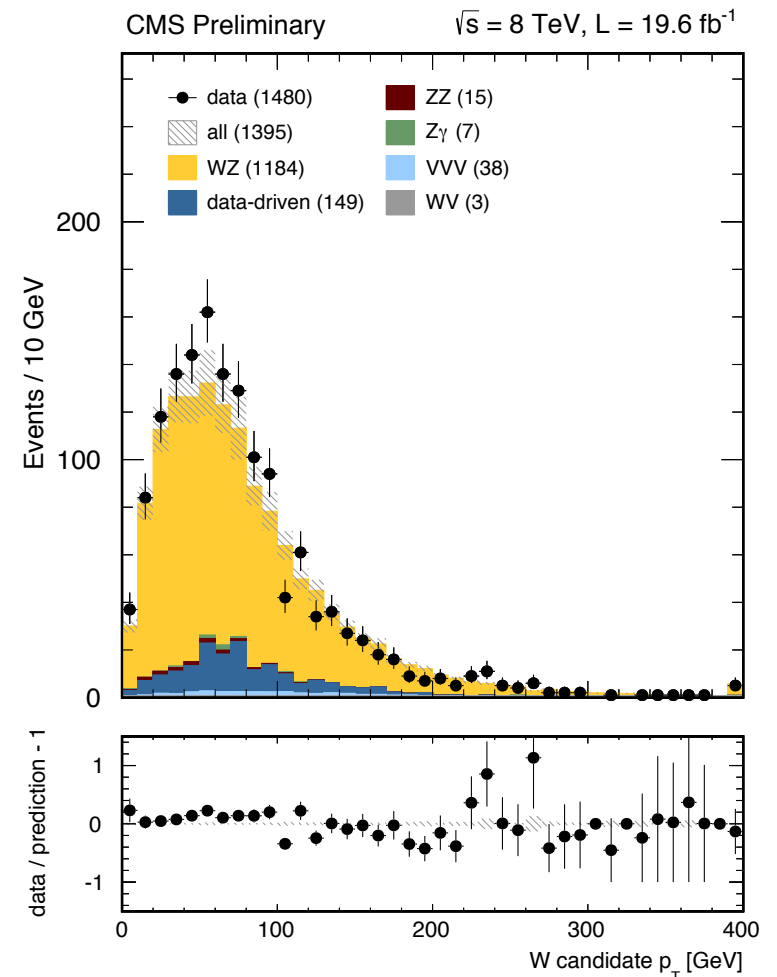 CMS Preliminary √s = 8 TeV, L = 19.6 fb⁻¹
data (1480) ZZ (15)
all (1395) Zγ (7)
WZ (1184) VVV (38)
data-driven (149) WV (3)
Events / 10 GeV
200
100
0
data / prediction - 1
1
0
-1
0 100 200 300 400
W candidate p_T [GeV]